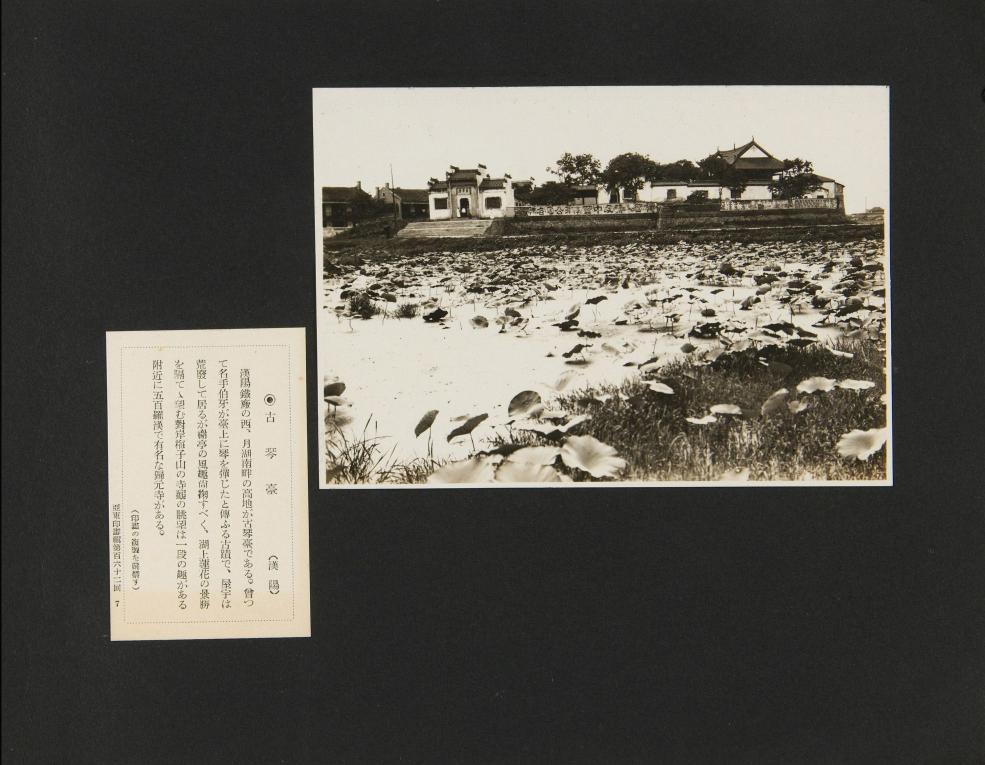 ◉古琴臺 (漢陽)
漢陽鐵廠の西、月湖南畔の高地が古琴臺である。曾つ
て名手伯牙が臺上に琴を彈じたと傳ふる古蹟で、屋宇は
荒廢して居るが蘭亭の風趣尚掬すべく、湖上蓮花の景勝
を隔てゝ望む對岸梅子山の寺觀の眺望は一段の趣がある
附近に五百羅漢で有名な歸元寺がある。
(印畫の複製を嚴禁す)
亞東印畫輯第百六十二回 7